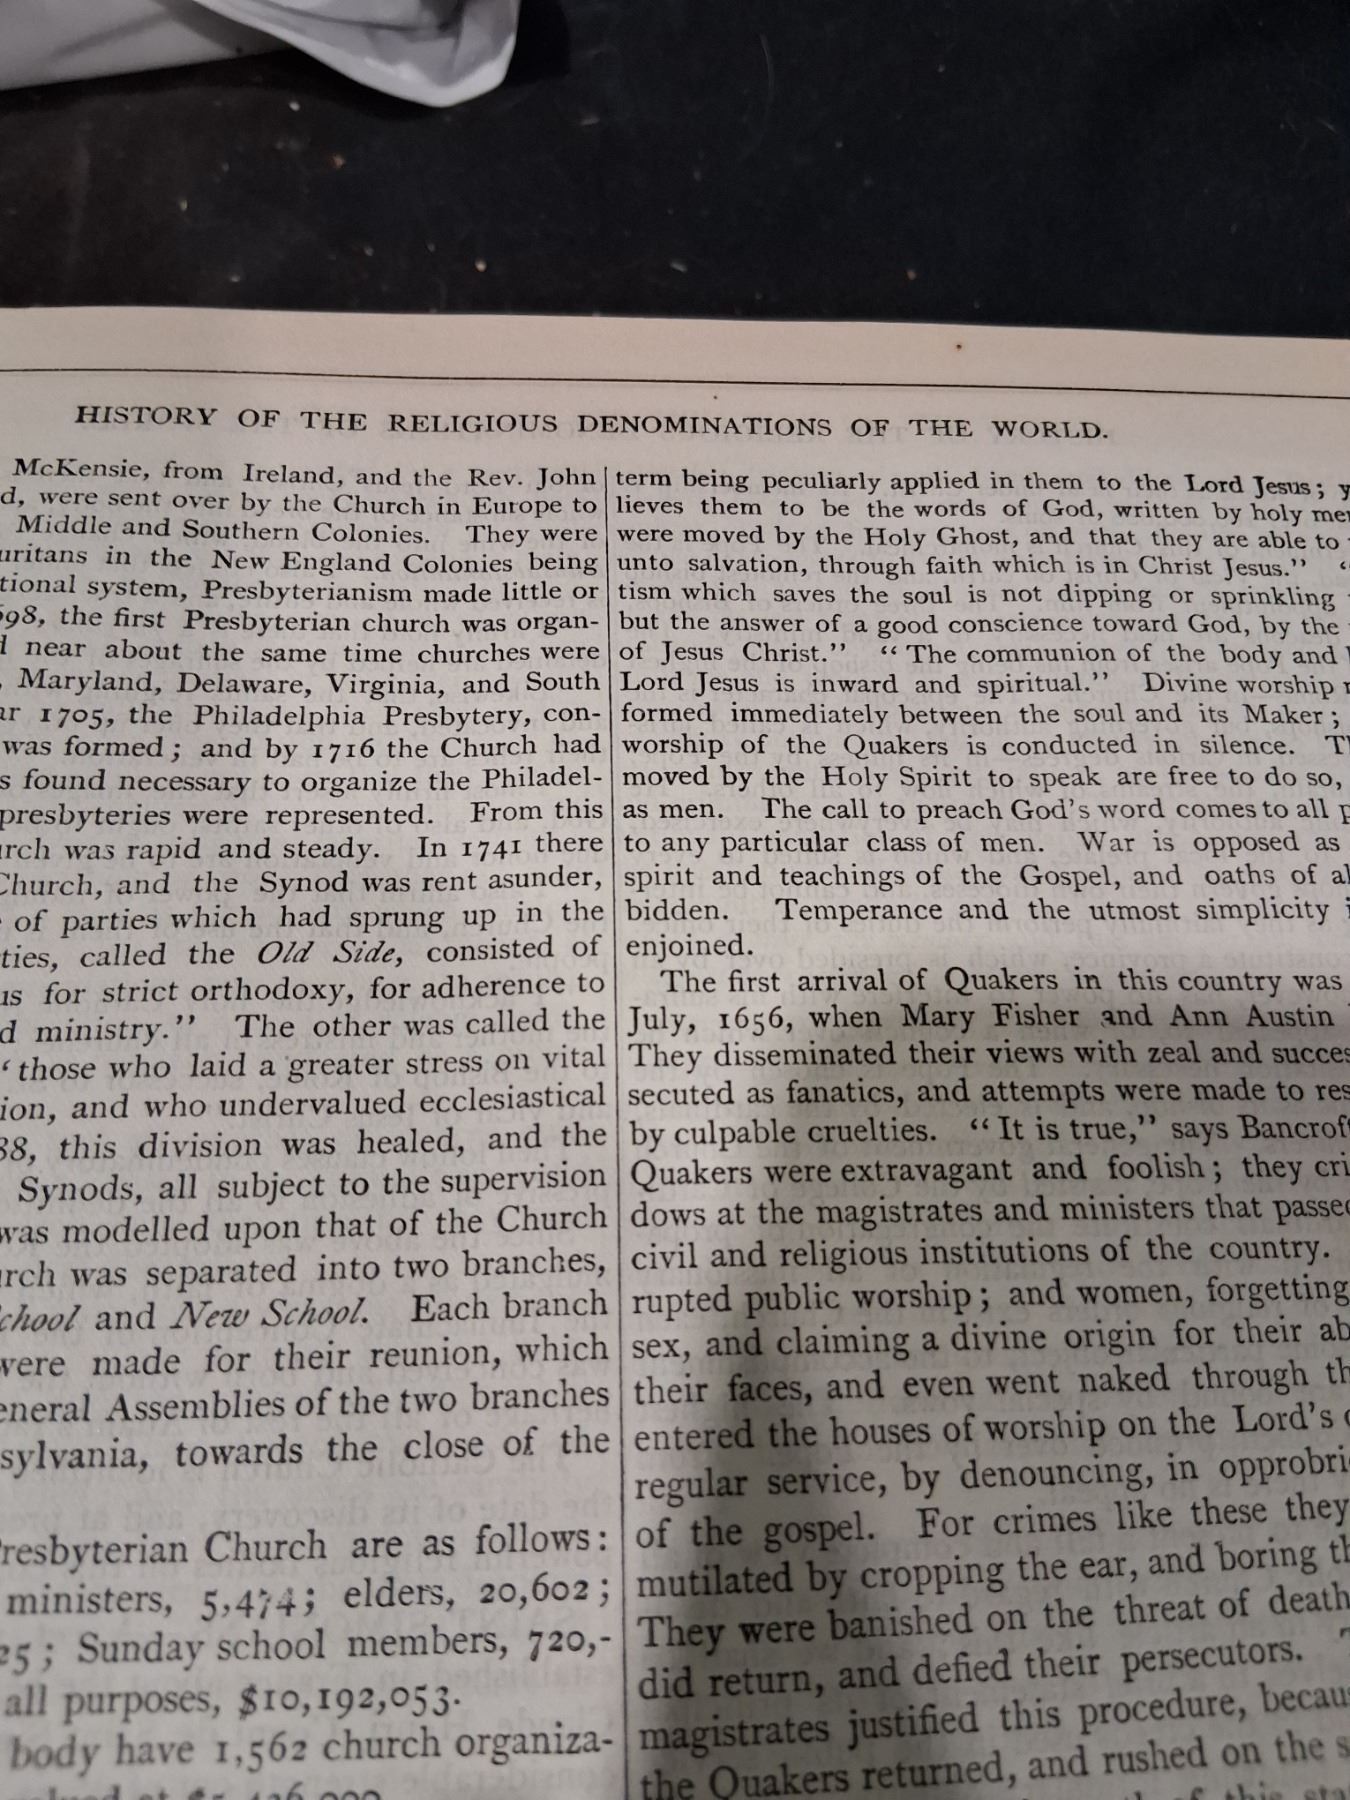 HISTORY OF THE RELIGIOUS DENOMINATIONS OF THE WORLD.
McKensie, from Ireland, and the Rev. John
d, were sent over by the Church in Europe to
Middle and Southern Colonies. They were
uritans in the New England Colonies being
tional system, Presbyterianism made little or
698, the first Presbyterian church was organ-
d near about the same time churches were
, Maryland, Delaware, Virginia, and South
ar 1705, the Philadelphia Presbytery, con-
was formed; and by 1716 the Church had
s found necessary to organize the Philadel-
presbyteries were represented. From this
urch was rapid and steady. In 1741 there
Church, and the Synod was rent asunder,
of parties which had sprung up in the
ties, called the Old Side, consisted of
us for strict orthodoxy, for adherence to
d ministry.” The other was called the
‘those who laid a greater stress on vital
ion, and who undervalued ecclesiastical
38, this division was healed, and the
Synods, all subject to the supervision
was modelled upon that of the Church
urch was separated into two branches,
chool and New School. Each branch
were made for their reunion, which
eneral Assemblies of the two branches
sylvania, towards the close of the
Presbyterian Church are as follows:
ministers, 5,474; elders, 20,602;
25; Sunday school members, 720,-
all purposes, $10,192,053.
body have 1,562 church organiza-
term being peculiarly applied in them to the Lord Jesus; y
lieves them to be the words of God, written by holy me
were moved by the Holy Ghost, and that they are able to
unto salvation, through faith which is in Christ Jesus.” “
tism which saves the soul is not dipping or sprinkling
but the answer of a good conscience toward God, by the
of Jesus Christ.” “The communion of the body and
Lord Jesus is inward and spiritual.” Divine worship
formed immediately between the soul and its Maker;
worship of the Quakers is conducted in silence. T
moved by the Holy Spirit to speak are free to do so,
as men. The call to preach God's word comes to all p
to any particular class of men. War is opposed as
spirit and teachings of the Gospel, and oaths of al
bidden. Temperance and the utmost simplicity i
enjoined.
The first arrival of Quakers in this country was
July, 1656, when Mary Fisher and Ann Austin
They disseminated their views with zeal and succes
secuted as fanatics, and attempts were made to res
by culpable cruelties. “It is true,” says Bancroft
Quakers were extravagant and foolish; they cri
dows at the magistrates and ministers that passe
civil and religious institutions of the country.
rupted public worship; and women, forgetting
sex, and claiming a divine origin for their ab
their faces, and even went naked through th
entered the houses of worship on the Lord's
regular service, by denouncing, in opprobri
of the gospel. For crimes like these they
mutilated by cropping the ear, and boring th
They were banished on the threat of death
did return, and defied their persecutors. T
magistrates justified this procedure, becau
the Quakers returned, and rushed on the s